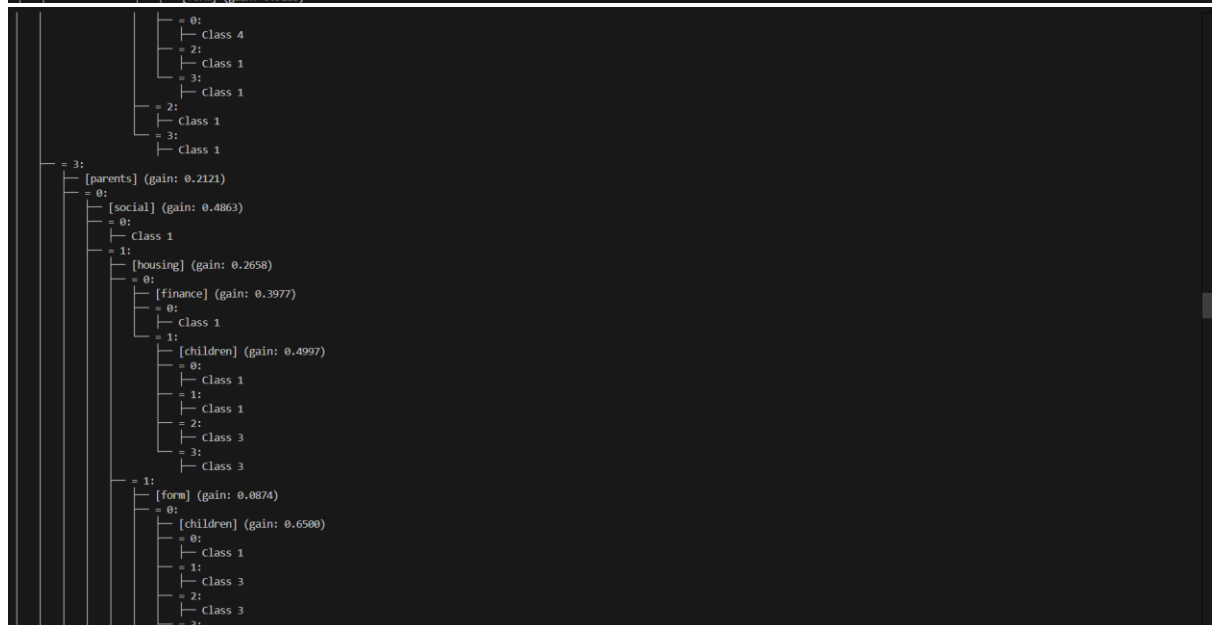 = 0:
Class 4
= 2:
Class 1
= 3:
Class 1
= 2:
Class 1
= 3:
Class 1
= 3:
[parents] (gain: 0.2121)
= 0:
[social] (gain: 0.4863)
= 0:
Class 1
= 1:
[housing] (gain: 0.2658)
= 0:
[finance] (gain: 0.3977)
= 0:
Class 1
= 1:
[children] (gain: 0.4997)
= 0:
Class 1
= 1:
Class 1
= 2:
Class 3
= 3:
Class 3
= 1:
[form] (gain: 0.0874)
= 0:
[children] (gain: 0.6500)
= 0:
Class 1
= 1:
Class 3
= 2:
Class 3
= 3: